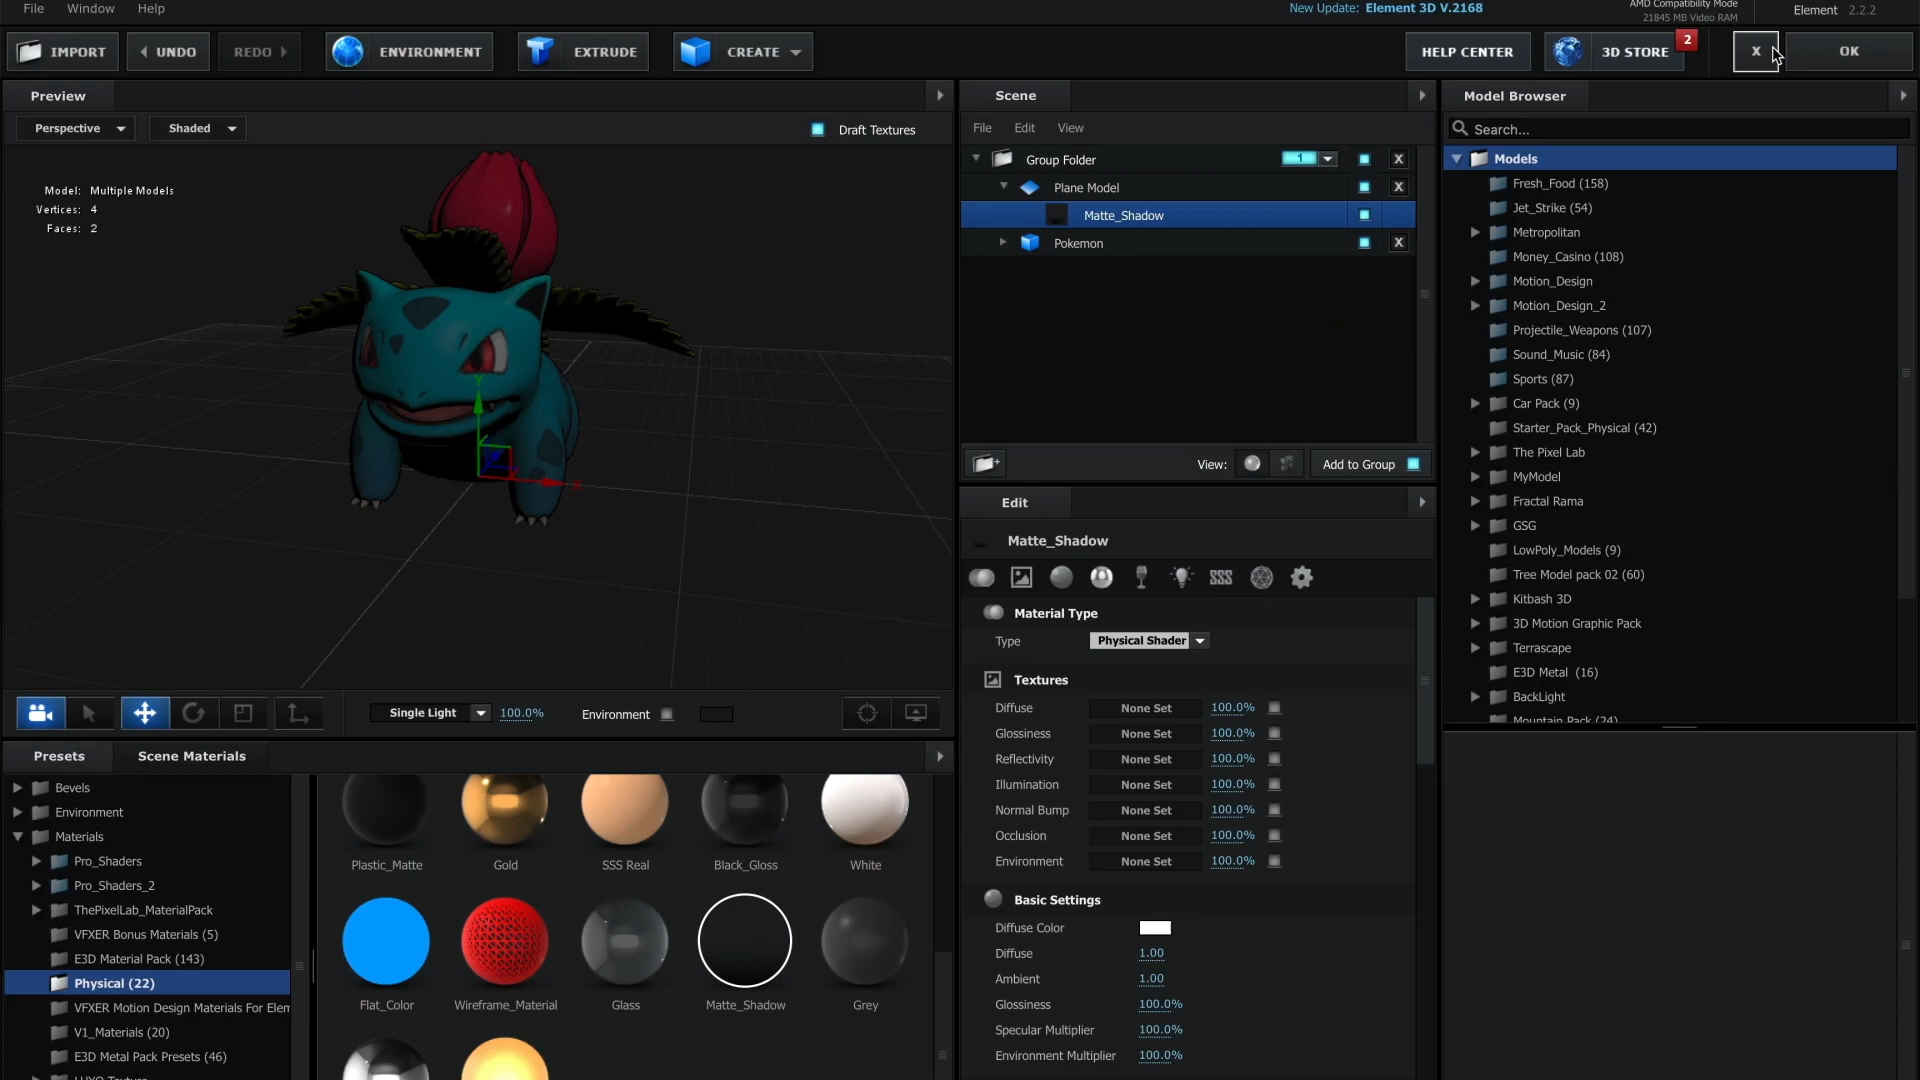 File Window Help
New Update: Element 3D V.2168
AMD Compatibility Mode
21845 MB Video RAM
Element 2.2.2
IMPORT UNDO REDO ENVIRONMENT EXTRUDE CREATE HELP CENTER 3D STORE 2 X OK
Preview
Perspective Shaded Draft Textures
Model: Multiple Models
Vertices: 4
Faces: 2
Y
X
Single Light 100.0% Environment
Scene
File Edit View
Group Folder 1 X
Plane Model X
Matte_Shadow
Pokemon X
View: Add to Group
Edit
Matte_Shadow
SSS
Material Type
Type Physical Shader
Textures
Diffuse None Set 100.0%
Glossiness None Set 100.0%
Reflectivity None Set 100.0%
Illumination None Set 100.0%
Normal Bump None Set 100.0%
Occlusion None Set 100.0%
Environment None Set 100.0%
Basic Settings
Diffuse Color
Diffuse 1.00
Ambient 1.00
Glossiness 100.0%
Specular Multiplier 100.0%
Environment Multiplier 100.0%
Model Browser
Search...
Models
Fresh_Food (158)
Jet_Strike (54)
Metropolitan
Money_Casino (108)
Motion_Design
Motion_Design_2
Projectile_Weapons (107)
Sound_Music (84)
Sports (87)
Car Pack (9)
Starter_Pack_Physical (42)
The Pixel Lab
MyModel
Fractal Rama
GSG
LowPoly_Models (9)
Tree Model pack 02 (60)
Kitbash 3D
3D Motion Graphic Pack
Terrascape
E3D Metal (16)
BackLight
Mountain Pack (24)
Presets Scene Materials
Bevels
Environment
Materials
Pro_Shaders
Pro_Shaders_2
ThePixelLab_MaterialPack
VFXER Bonus Materials (5)
E3D Material Pack (143)
Physical (22)
VFXER Motion Design Materials For Elem
V1_Materials (20)
E3D Metal Pack Presets (46)
Plastic_Matte Gold SSS Real Black_Gloss White
Flat_Color Wireframe_Material Glass Matte_Shadow Grey